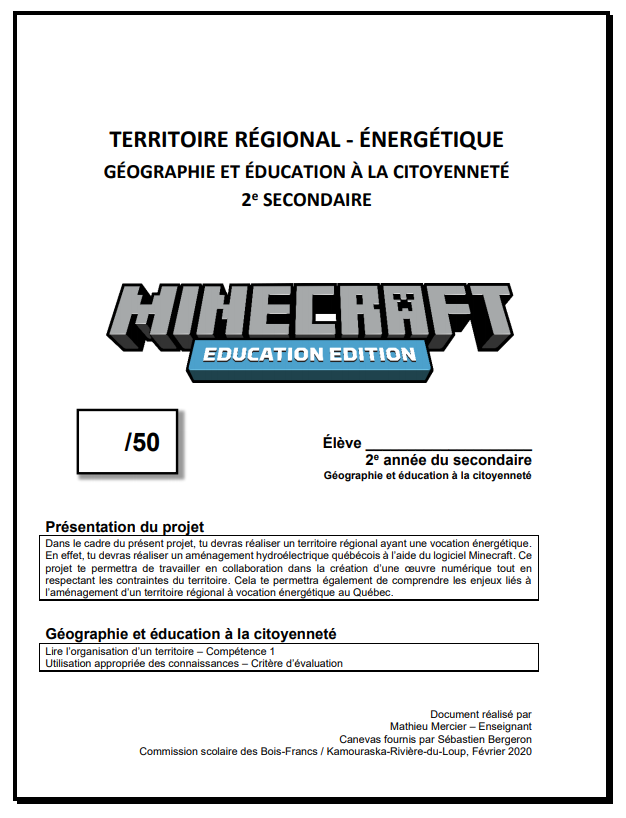 TERRITOIRE RÉGIONAL - ÉNERGÉTIQUE
GÉOGRAPHIE ET ÉDUCATION À LA CITOYENNETÉ
2e SECONDAIRE
MINECRAFT
EDUCATION EDITION
/50
Élève ____________________
2e année du secondaire
Géographie et éducation à la citoyenneté
Présentation du projet
Dans le cadre du présent projet, tu devras réaliser un territoire régional ayant une vocation énergétique.
En effet, tu devras réaliser un aménagement hydroélectrique québécois à l'aide du logiciel Minecraft. Ce
projet te permettra de travailler en collaboration dans la création d'une œuvre numérique tout en
respectant les contraintes du territoire. Cela te permettra également de comprendre les enjeux liés à
l'aménagement d'un territoire régional à vocation énergétique au Québec.
Géographie et éducation à la citoyenneté
Lire l'organisation d'un territoire – Compétence 1
Utilisation appropriée des connaissances – Critère d'évaluation
Document réalisé par
Mathieu Mercier – Enseignant
Canevas fournis par Sébastien Bergeron
Commission scolaire des Bois-Francs / Kamouraska-Rivière-du-Loup, Février 2020